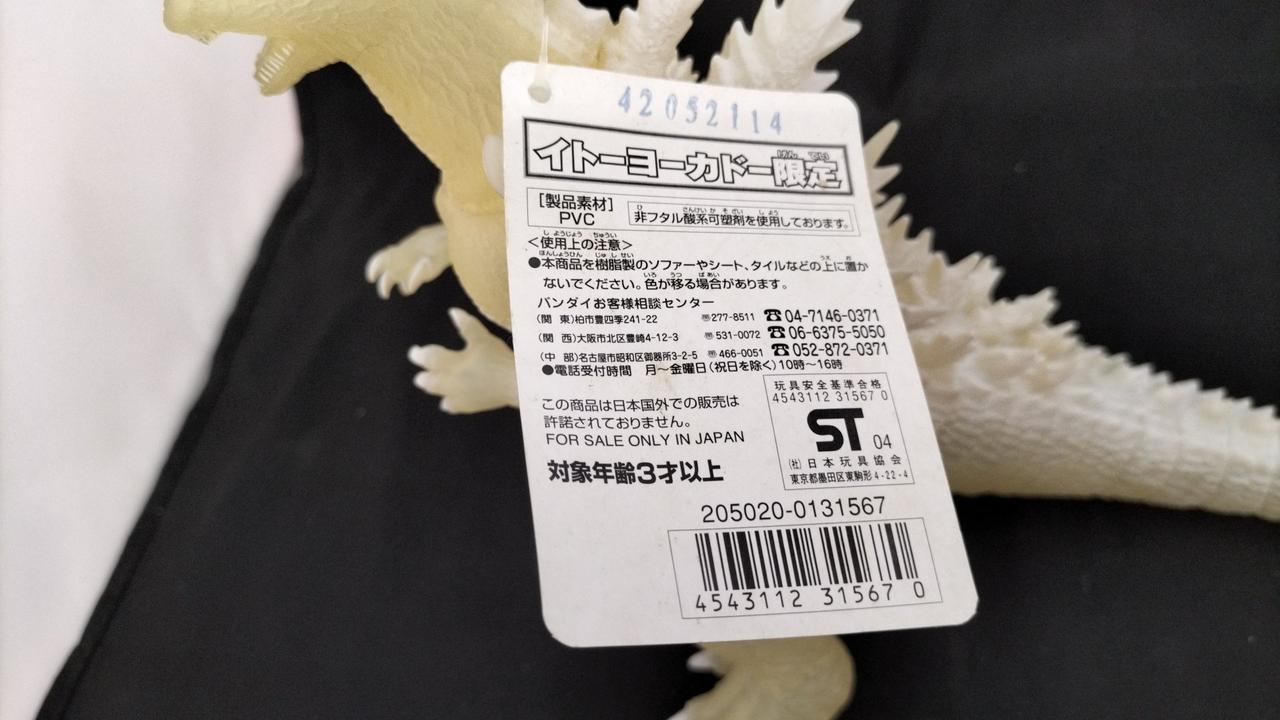 42052114
イトーヨーカドー限定
[製品素材]
PVC
非フタル酸系可塑剤を使用しております。
<使用上の注意>
●本商品を樹脂製のソファーやシート、タイルなどの上に置か
ないでください。色が移る場合があります。
バンダイお客様相談センター
(関 東)柏市豊四季241-22 〠277-8511 ☎04-7146-0371
(関 西)大阪市北区豊崎4-12-3 〠531-0072 ☎06-6375-5050
(中 部)名古屋市昭和区御器所3-2-5 〠466-0051 ☎052-872-0371
●電話受付時間 月~金曜日(祝日を除く)10時~16時
この商品は日本国外での販売は
許諾されておりません。
FOR SALE ONLY IN JAPAN
対象年齢3才以上
玩具安全基準合格
4543112 31567 0
ST 04
(社)日本玩具協会
東京都墨田区東駒形4-22-4
205020-0131567
4543112 31567 0